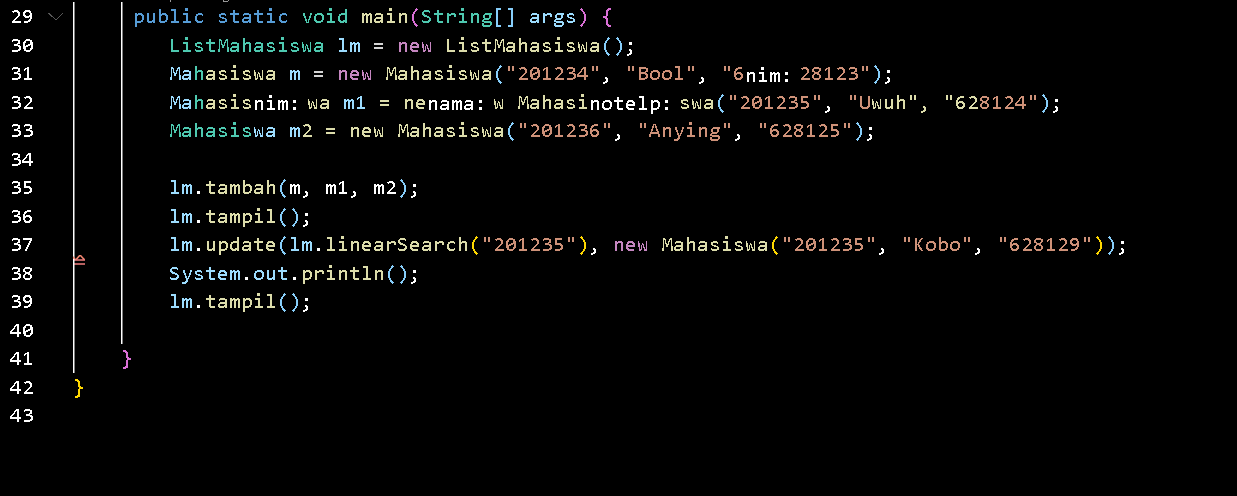 29 public static void main(String[] args) {
30 ListMahasiswa lm = new ListMahasiswa();
31 Mahasiswa m = new Mahasiswa("201234", "Bool", "6nim: 28123");
32 Mahasisnim: wa m1 = nenama: w Mahasinotelp: swa("201235", "Uwuh", "628124");
33 Mahasiswa m2 = new Mahasiswa("201236", "Anying", "628125");
34
35 lm.tambah(m, m1, m2);
36 lm.tampil();
37 lm.update(lm.linearSearch("201235"), new Mahasiswa("201235", "Kobo", "628129"));
38 System.out.println();
39 lm.tampil();
40
41 }
42 }
43